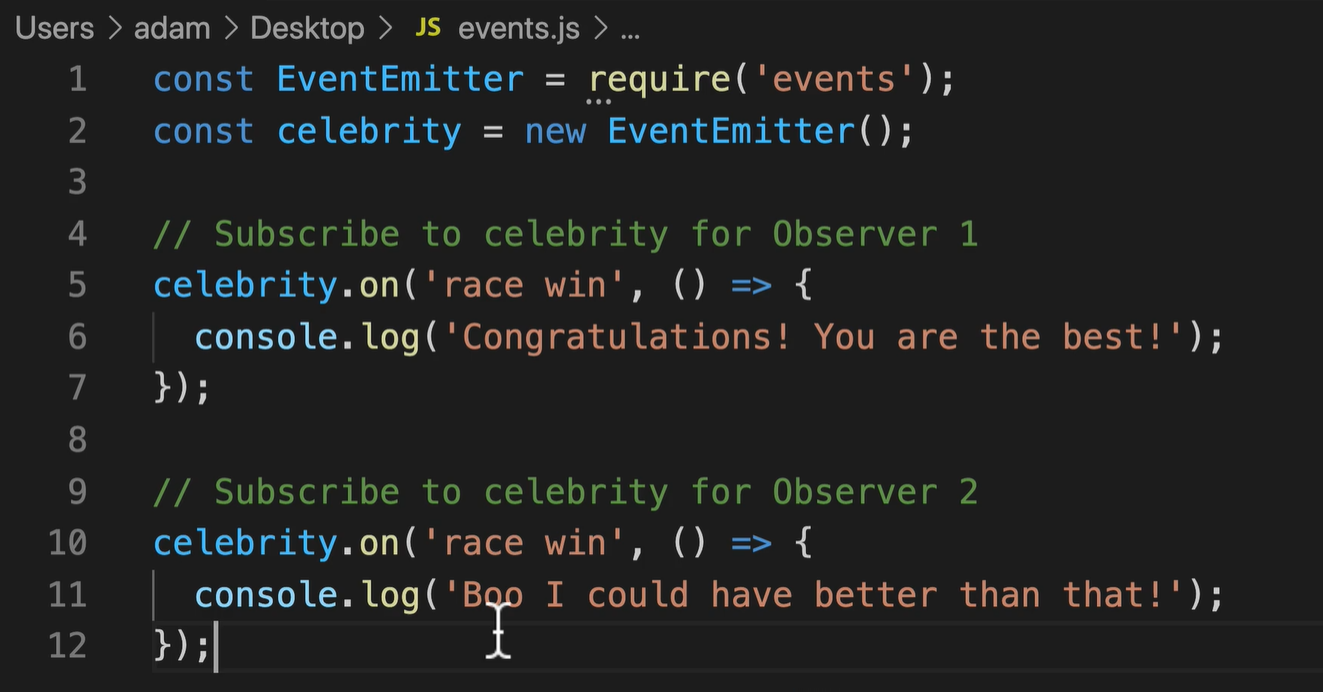 Users > adam > Desktop > JS events.js > ...
1 const EventEmitter = require('events');
2 const celebrity = new EventEmitter();
3
4 // Subscribe to celebrity for Observer 1
5 celebrity.on('race win', () => {
6   console.log('Congratulations! You are the best!');
7 });
8
9 // Subscribe to celebrity for Observer 2
10 celebrity.on('race win', () => {
11   console.log('Boo I could have better than that!');
12 });